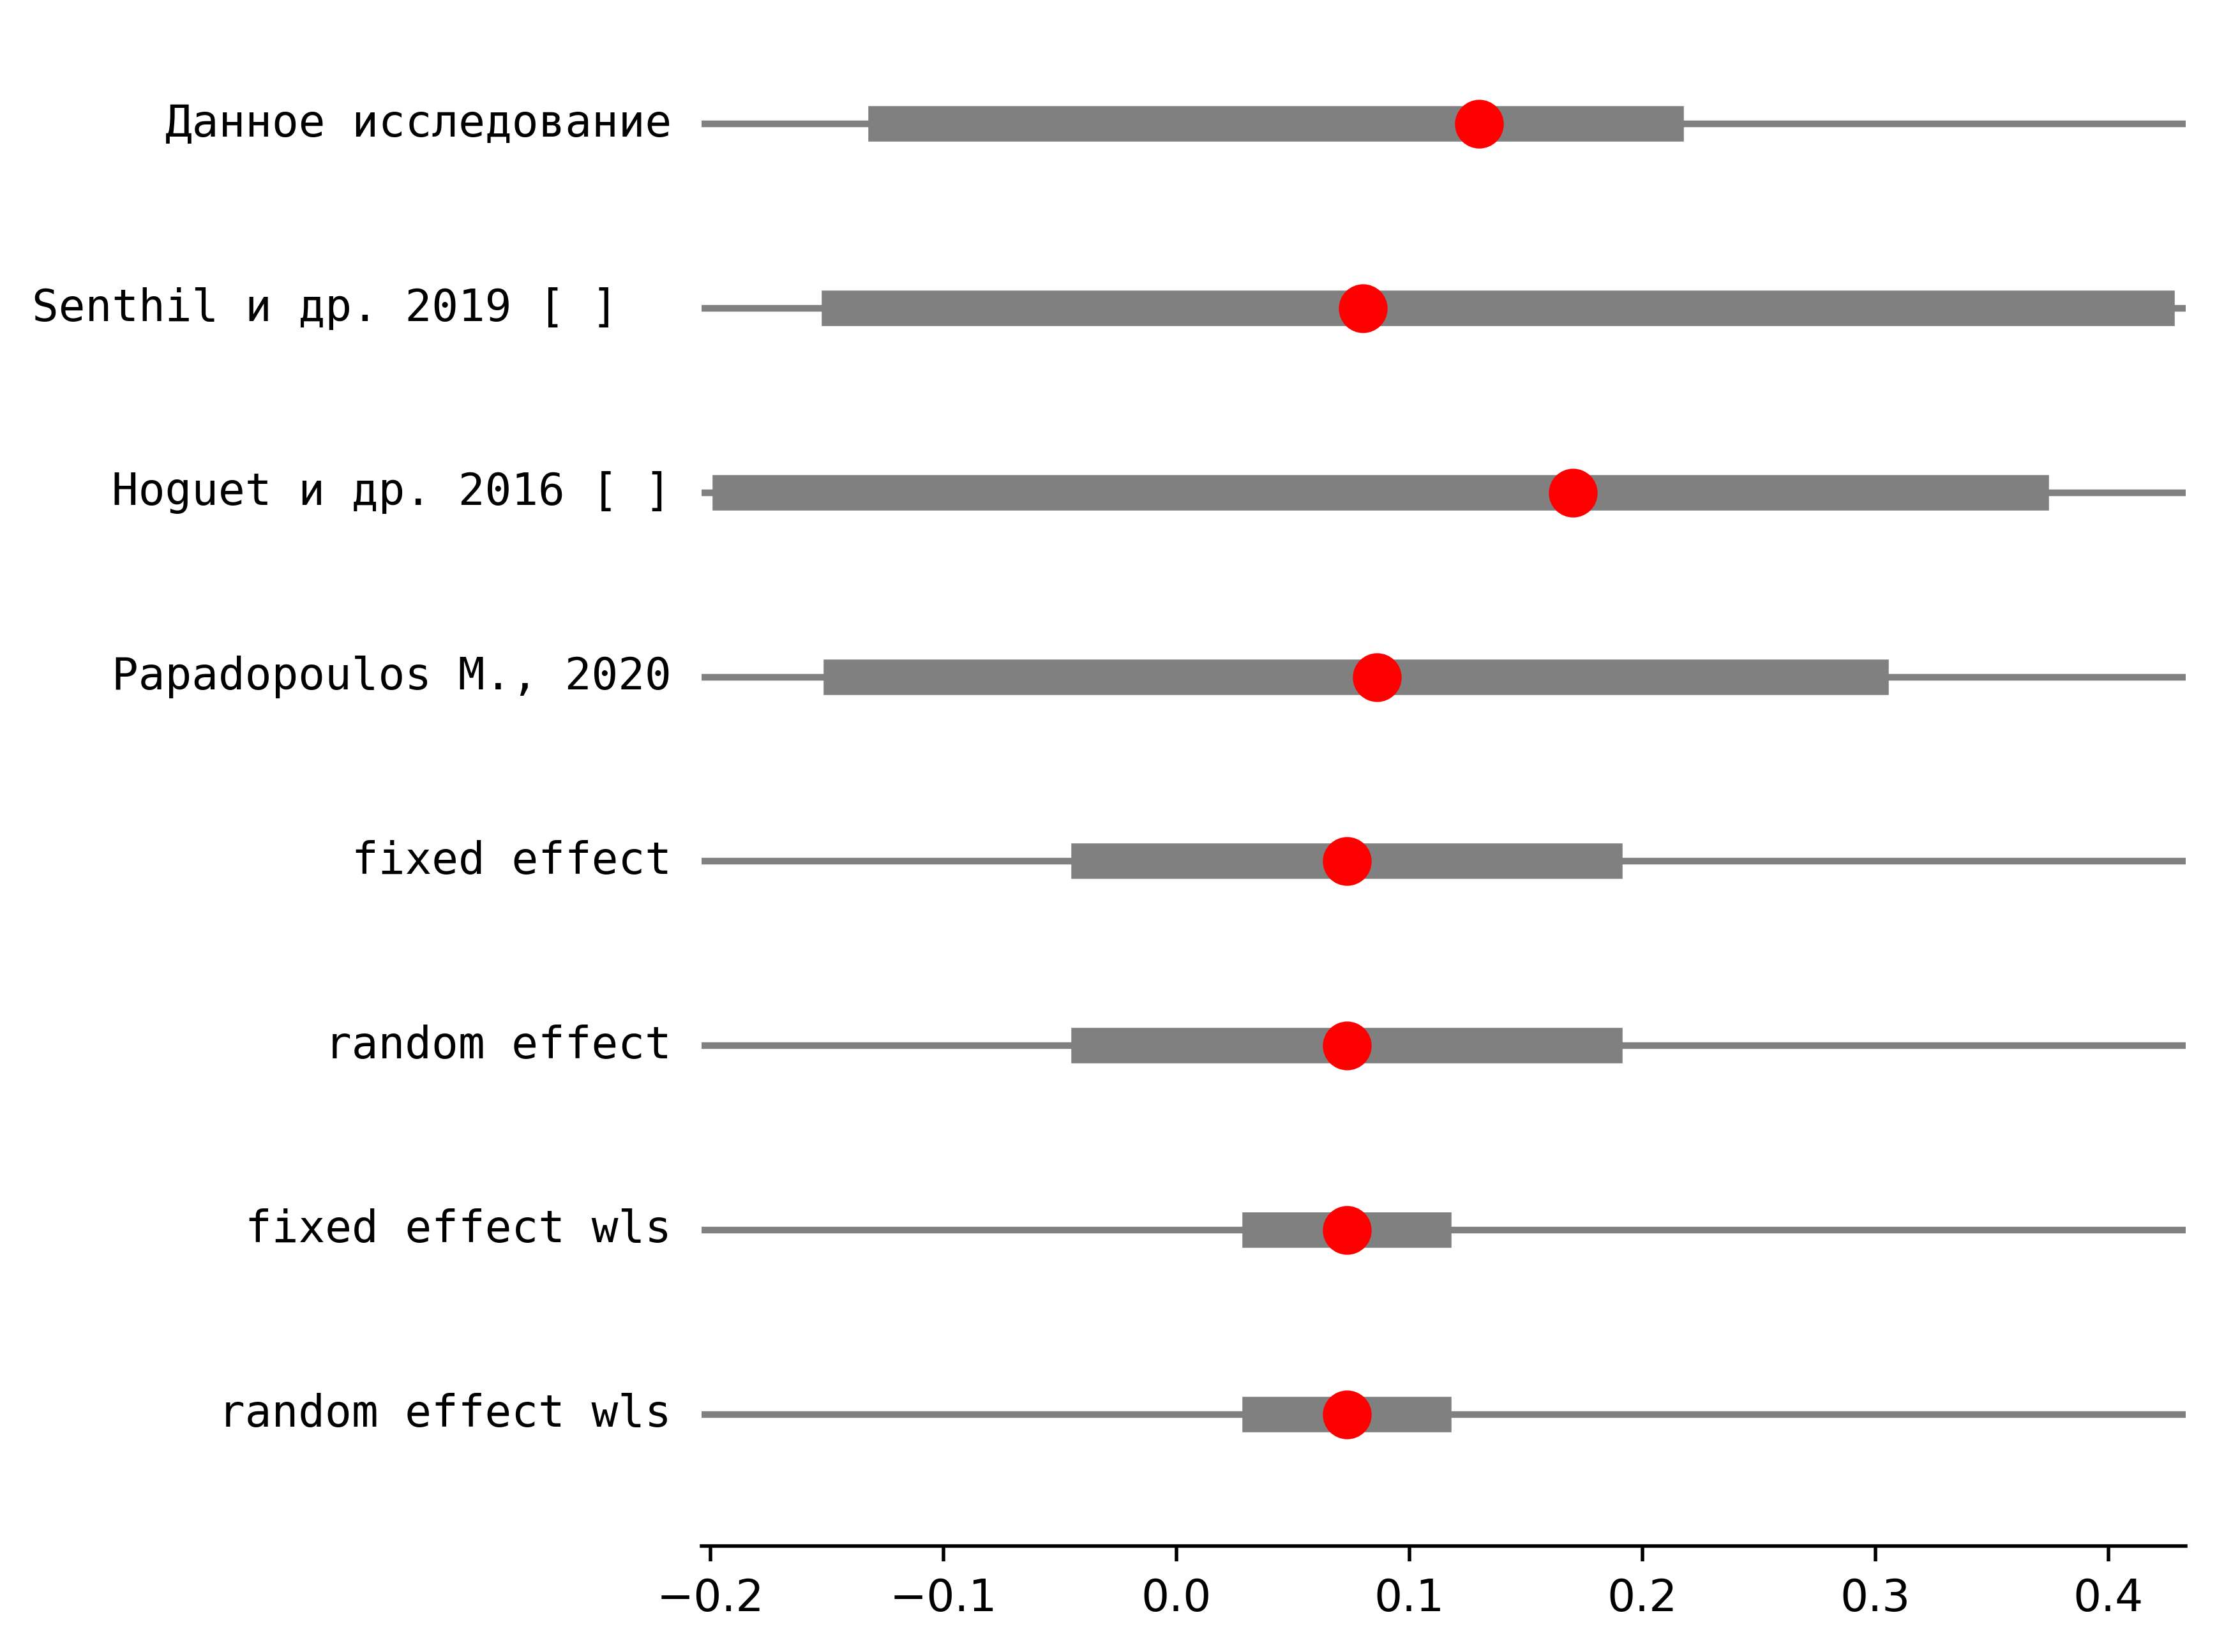 Данное исследование
Senthil и др. 2019 [ ]
Hoguet и др. 2016 [ ]
Papadopoulos M., 2020
fixed effect
random effect
fixed effect wls
random effect wls
−0.2 −0.1 0.0 0.1 0.2 0.3 0.4